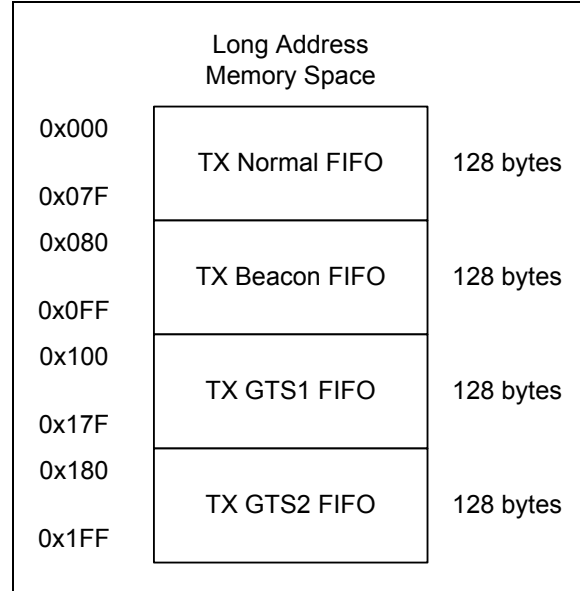 Long Address
Memory Space
0x000
TX Normal FIFO
128 bytes
0x07F
0x080
TX Beacon FIFO
128 bytes
0x0FF
0x100
TX GTS1 FIFO
128 bytes
0x17F
0x180
TX GTS2 FIFO
128 bytes
0x1FF